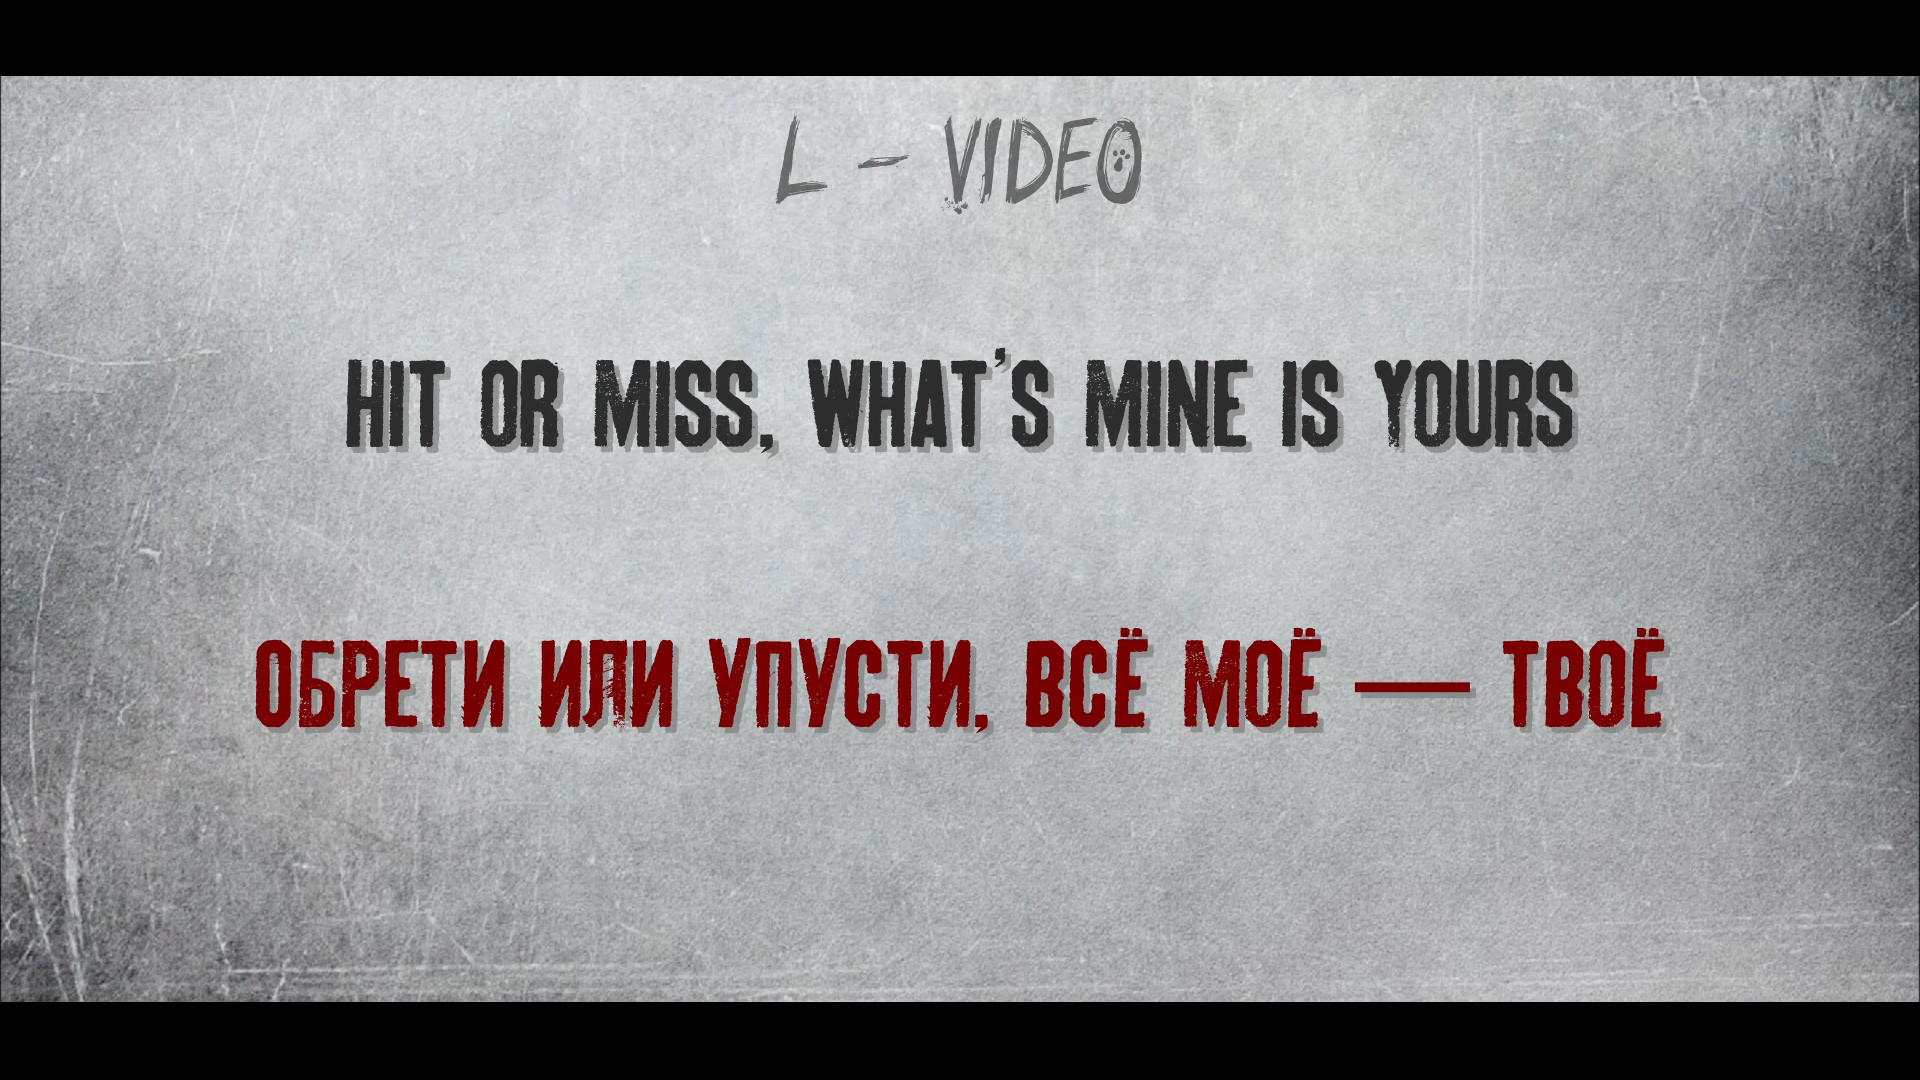 L - VIDEO
HIT OR MISS, WHAT'S MINE IS YOURS
ОБРЕТИ ИЛИ УПУСТИ, ВСЁ МОЁ — ТВОЁ